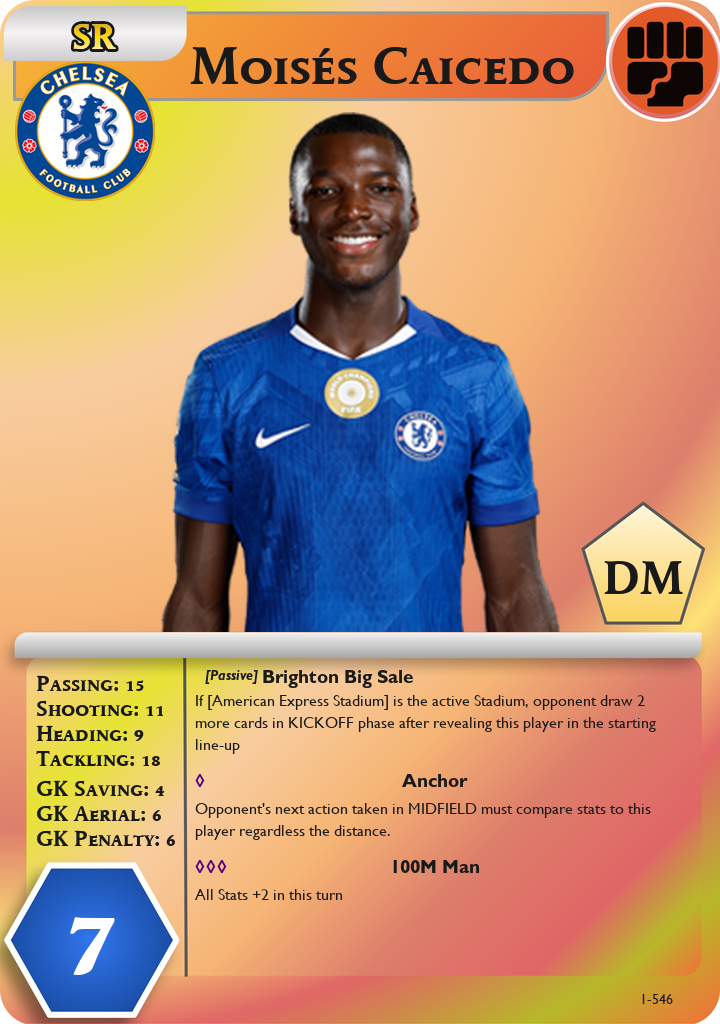 SR
Moisés Caicedo
CHELSEA
FOOTBALL CLUB
WORLD CHAMPIONS
FIFA
CHELSEA
DM
Passing: 15
Shooting: 11
Heading: 9
Tackling: 18
GK Saving: 4
GK Aerial: 6
GK Penalty: 6
7
[Passive] Brighton Big Sale
If [American Express Stadium] is the active Stadium, opponent draw 2
more cards in KICKOFF phase after revealing this player in the starting
line-up
Anchor
Opponent's next action taken in MIDFIELD must compare stats to this
player regardless the distance.
100M Man
All Stats +2 in this turn
1-546